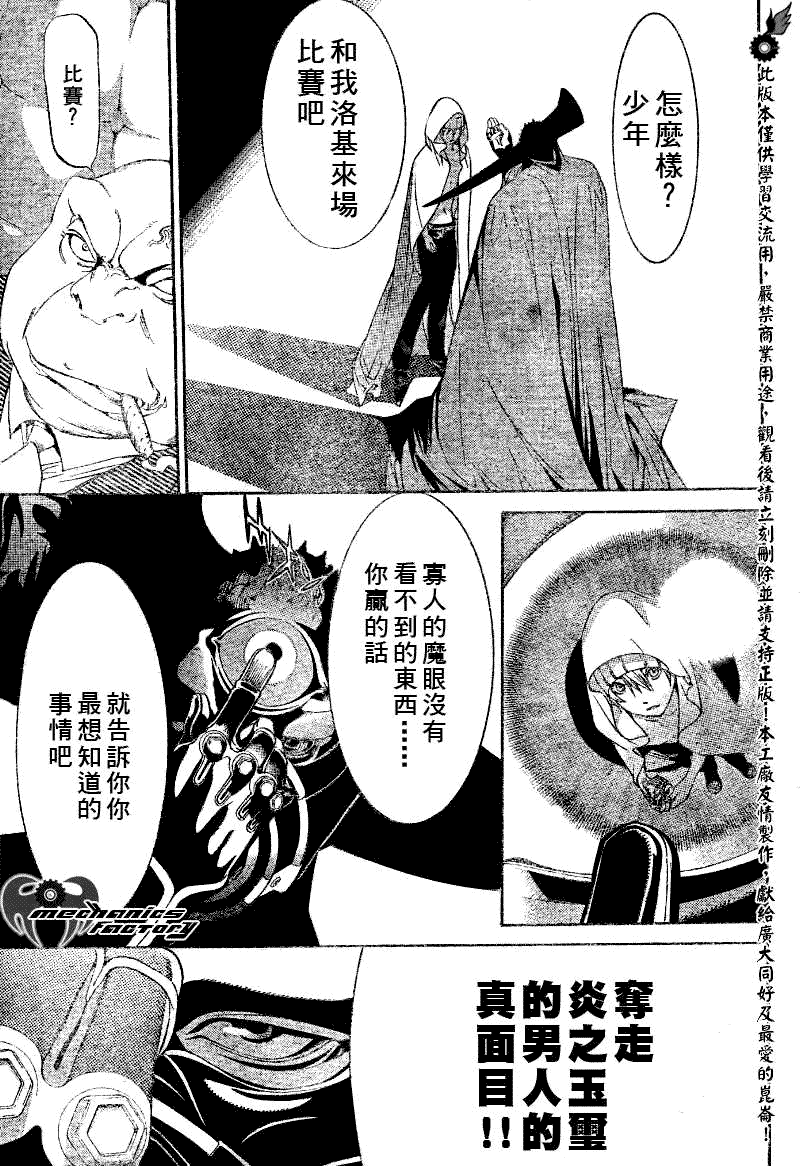 怎麼樣？
少年
和我洛基來場
比賽吧
比賽？
寡人的魔眼沒有
看不到的東西……
你贏的話
就告訴你你
最想知道的
事情吧
奪走
炎之玉璽
的男人的
真面目!!
mechanics
factory
此版本僅供學習交流用，嚴禁商業用途，觀看後請立刻刪除並請支持正版！本工廠友情製作，獻給廣大同好及最愛的崑崙！